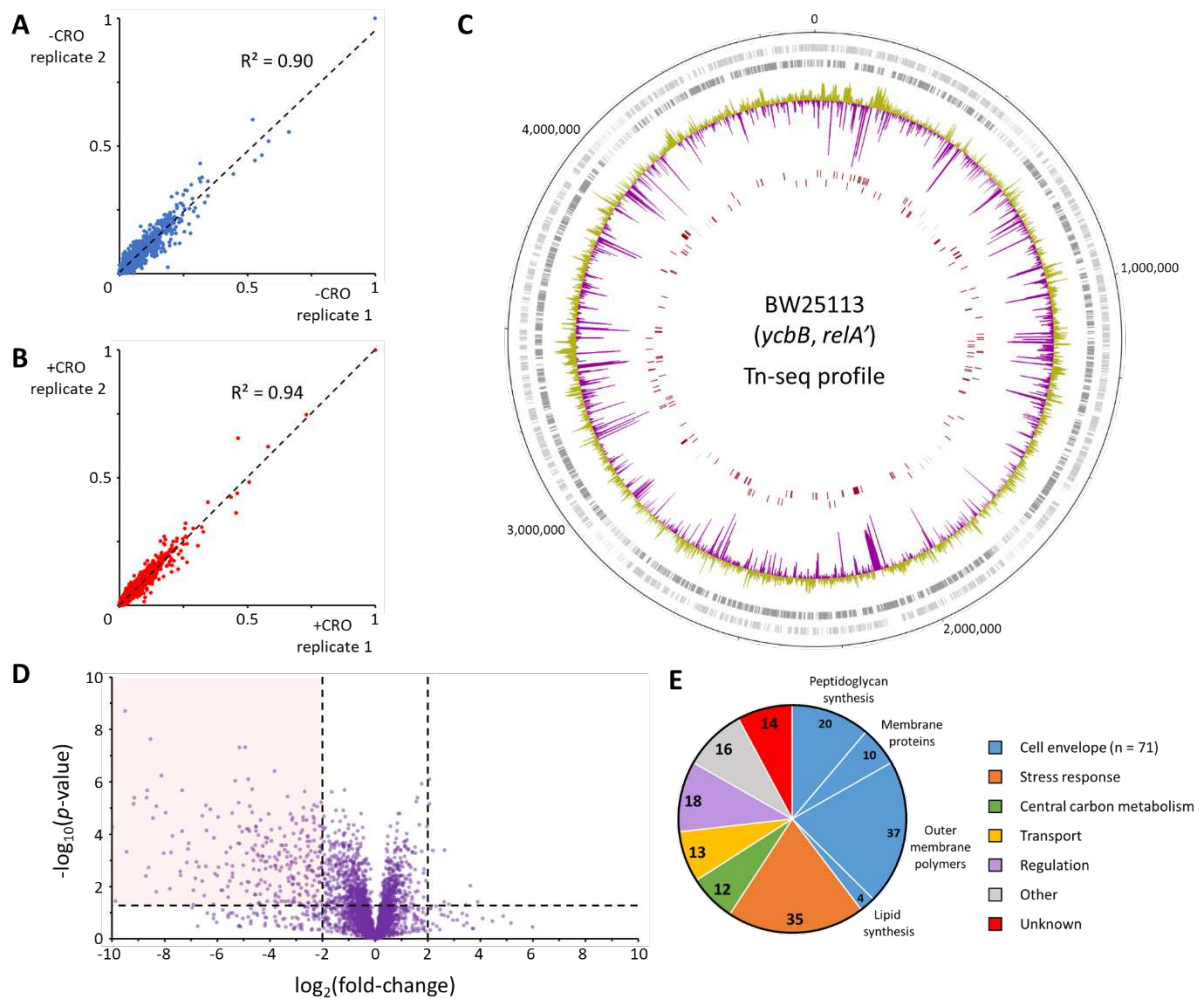 A
-CRO
replicate 2
1
0.5
0
0.5
1
R² = 0.90
-CRO
replicate 1
B
+CRO
replicate 2
1
0.5
0
0.5
1
R² = 0.94
+CRO
replicate 1
C
0
1,000,000
2,000,000
3,000,000
4,000,000
BW25113
(ycbB, relA’)
Tn-seq profile
D
-log10(p-value)
10
8
6
4
2
0
-10
-8
-6
-4
-2
0
2
4
6
8
10
log2(fold-change)
E
Peptidoglycan
synthesis
Membrane
proteins
Outer
membrane
polymers
Lipid
synthesis
20
10
37
4
35
12
13
18
16
14
Cell envelope (n = 71)
Stress response
Central carbon metabolism
Transport
Regulation
Other
Unknown